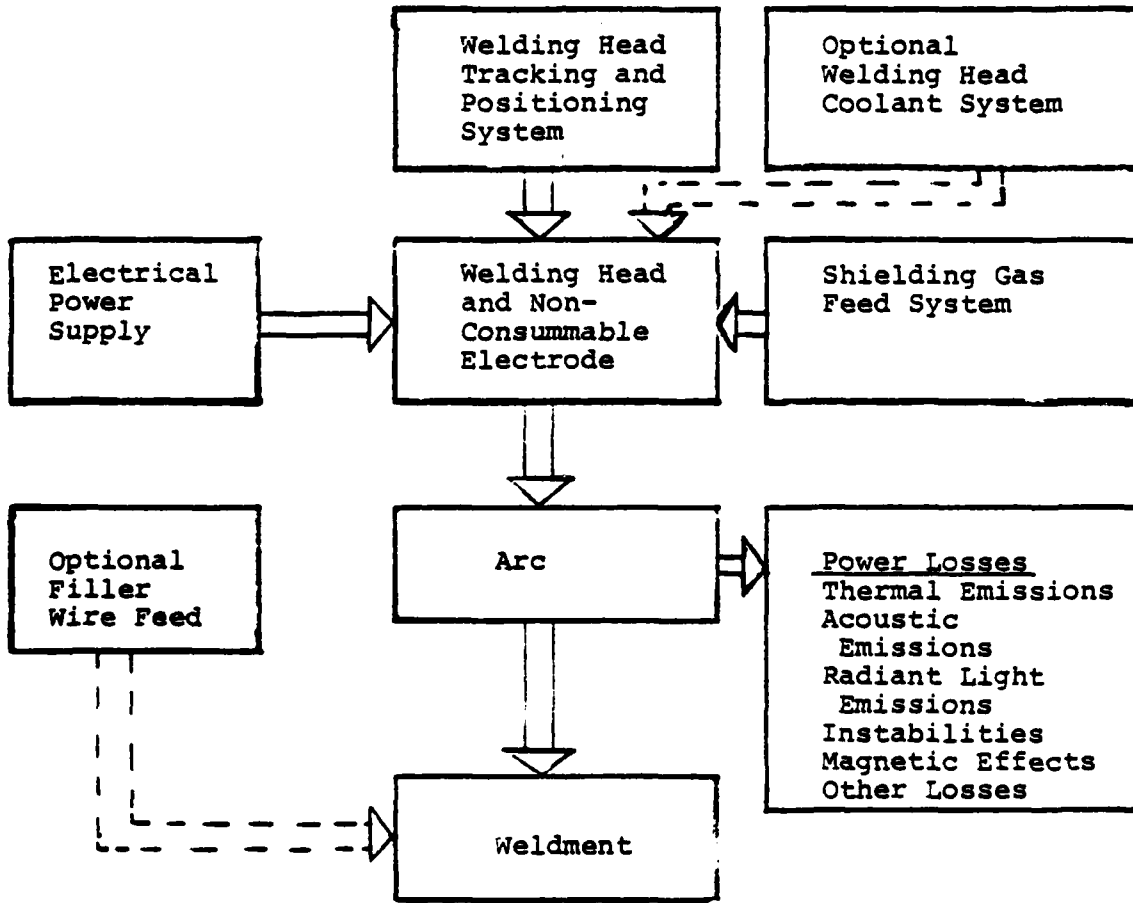 Welding Head
Tracking and
Positioning
System
Optional
Welding Head
Coolant System
Electrical
Power
Supply
Welding Head
and Non-
Consummable
Electrode
Shielding Gas
Feed System
Optional
Filler
Wire Feed
Arc
Power Losses
Thermal Emissions
Acoustic
Emissions
Radiant Light
Emissions
Instabilities
Magnetic Effects
Other Losses
Weldment